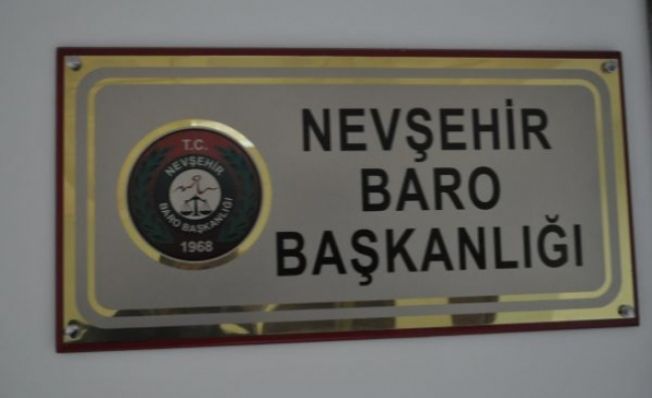 NEVŞEHİR
BARO
BAŞKANLIĞI
T.C.
NEVŞEHİR
BARO BAŞKANLIĞI
1968